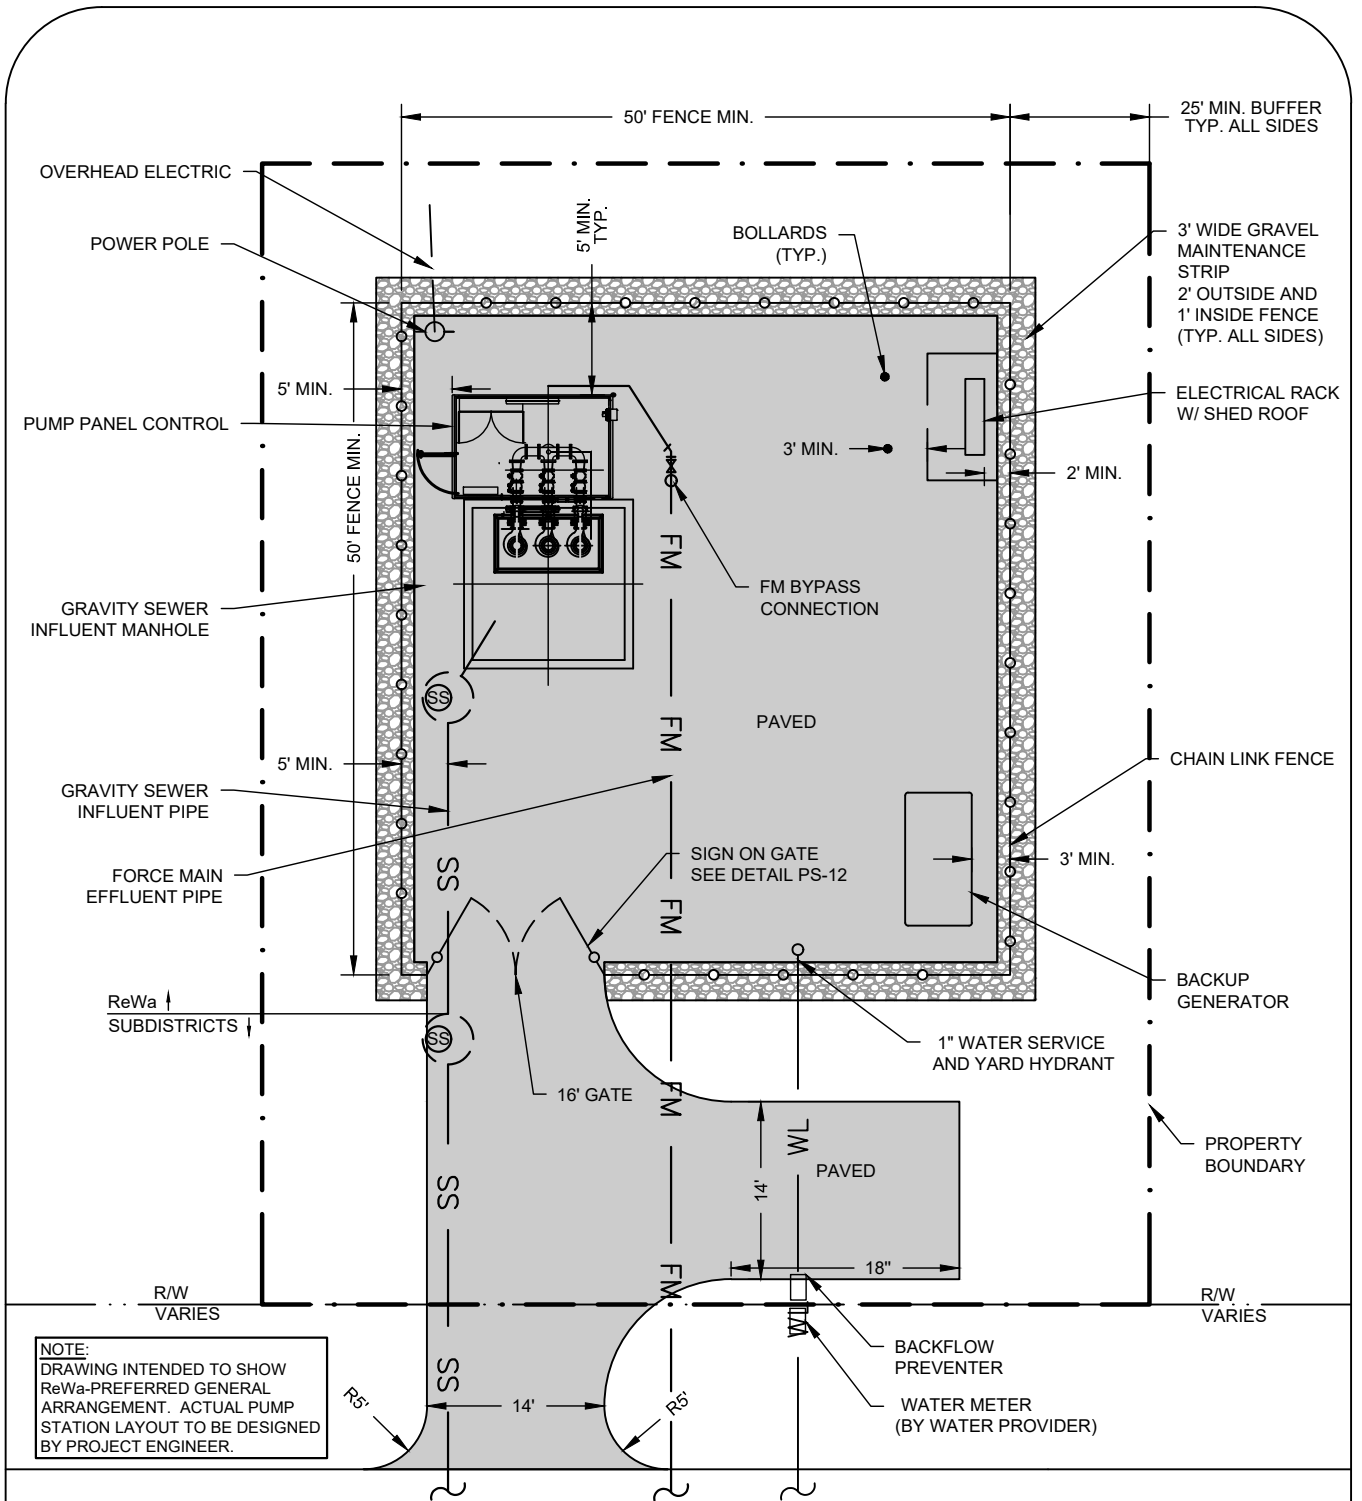 50' FENCE MIN.
25' MIN. BUFFER
TYP. ALL SIDES
OVERHEAD ELECTRIC
POWER POLE
5' MIN.
TYP.
BOLLARDS
(TYP.)
3' WIDE GRAVEL
MAINTENANCE
STRIP
2' OUTSIDE AND
1' INSIDE FENCE
(TYP. ALL SIDES)
5' MIN.
ELECTRICAL RACK
W/ SHED ROOF
PUMP PANEL CONTROL
3' MIN.
2' MIN.
50' FENCE MIN.
FM
FM BYPASS
CONNECTION
GRAVITY SEWER
INFLUENT MANHOLE
SS
FM
PAVED
5' MIN.
CHAIN LINK FENCE
GRAVITY SEWER
INFLUENT PIPE
SIGN ON GATE
SEE DETAIL PS-12
3' MIN.
FORCE MAIN
EFFLUENT PIPE
SS
FM
BACKUP
GENERATOR
ReWa
SUBDISTRICTS
SS
1" WATER SERVICE
AND YARD HYDRANT
16' GATE
FM
WL
PROPERTY
BOUNDARY
PAVED
14'
SS
18"
FM
R/W
VARIES
R/W
VARIES
WL
BACKFLOW
PREVENTER
NOTE:
DRAWING INTENDED TO SHOW
ReWa-PREFERRED GENERAL
ARRANGEMENT. ACTUAL PUMP
STATION LAYOUT TO BE DESIGNED
BY PROJECT ENGINEER.
SS
R5'
14'
R5'
WATER METER
(BY WATER PROVIDER)